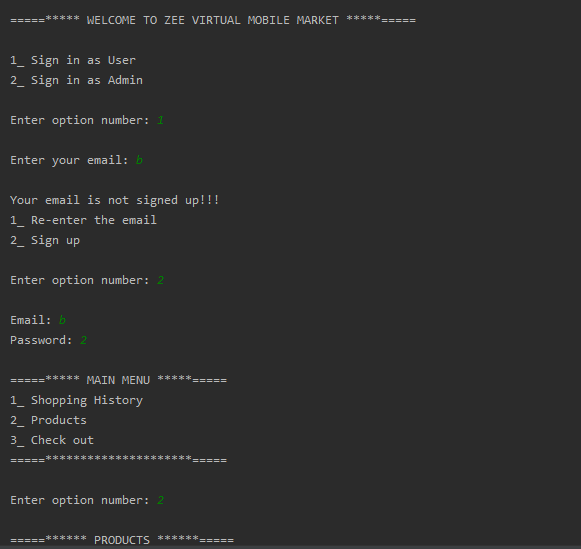 =====***** WELCOME TO ZEE VIRTUAL MOBILE MARKET *****=====
1_ Sign in as User
2_ Sign in as Admin
Enter option number: 1
Enter your email: b
Your email is not signed up!!!
1_ Re-enter the email
2_ Sign up
Enter option number: 2
Email: b
Password: 2
=====***** MAIN MENU *****=====
1_ Shopping History
2_ Products
3_ Check out
=====*********************=====
Enter option number: 2
=====****** PRODUCTS ******=====